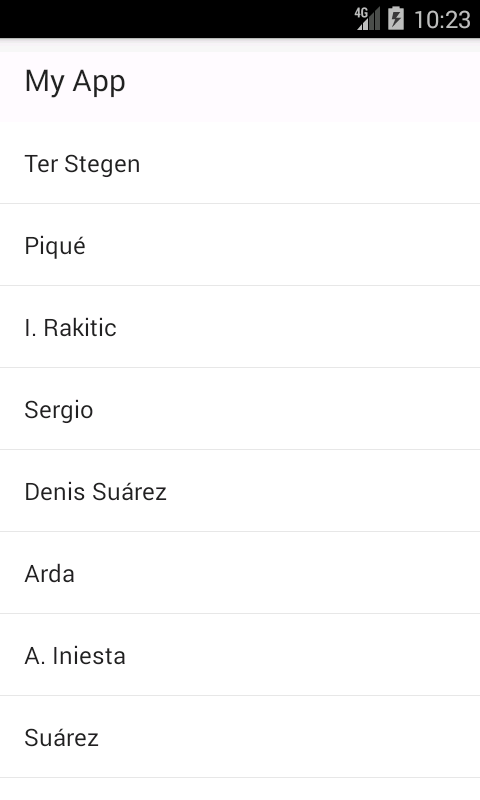 4G 10:23
My App
Ter Stegen
Piqué
I. Rakitic
Sergio
Denis Suárez
Arda
A. Iniesta
Suárez